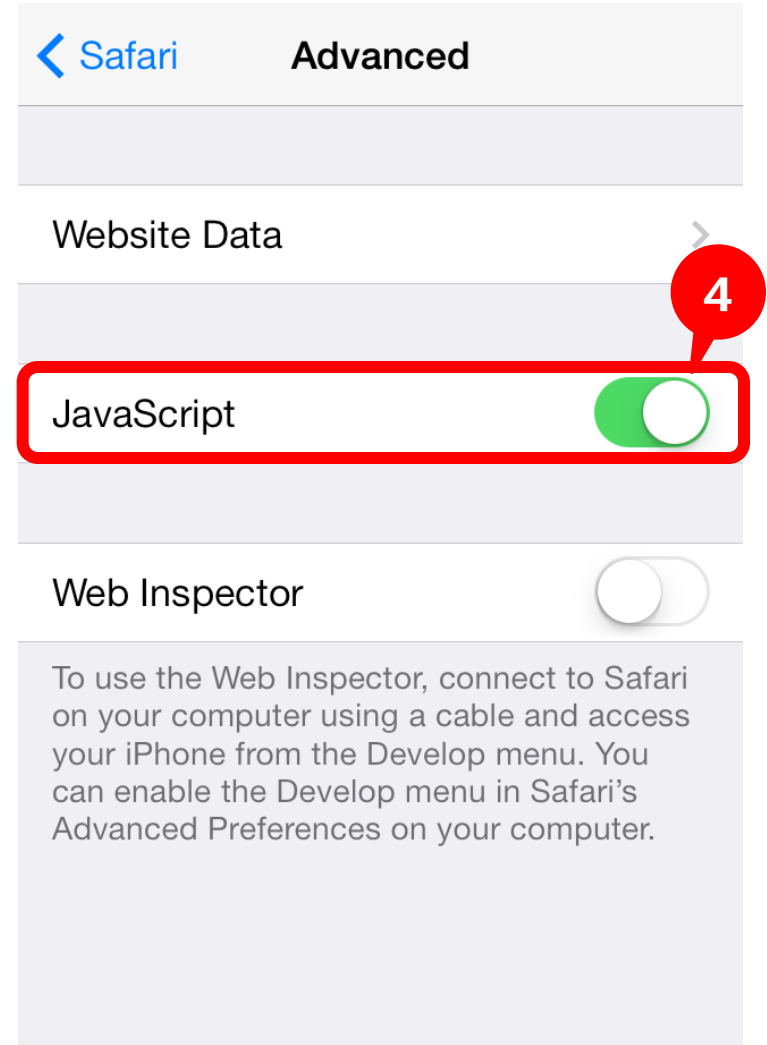 Safari Advanced
Website Data
4
JavaScript
Web Inspector
To use the Web Inspector, connect to Safari
on your computer using a cable and access
your iPhone from the Develop menu. You
can enable the Develop menu in Safari’s
Advanced Preferences on your computer.